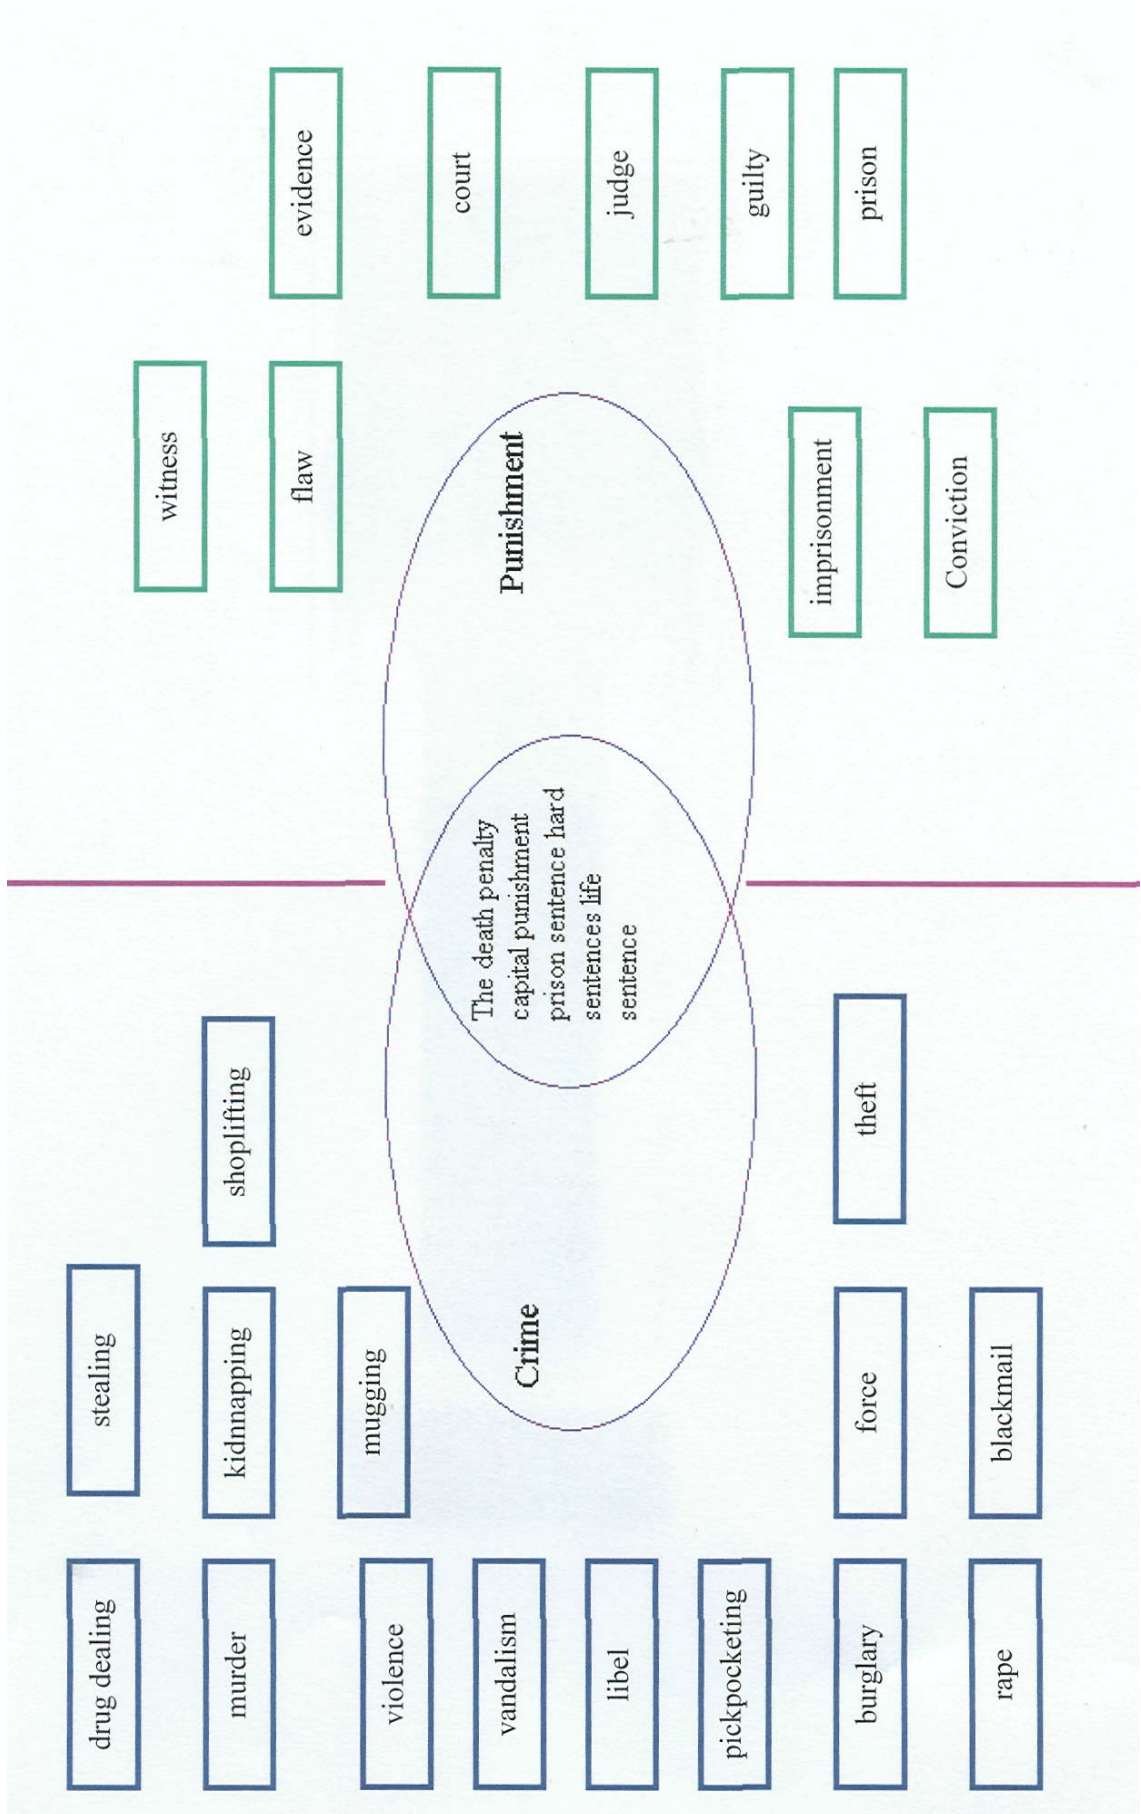 drug dealing
stealing
witness
murder
kidnnapping
shoplifting
flaw
evidence
mugging
violence
court
vandalism
Crime
The death penalty
capital punishment
prison sentence hard
sentences life
sentence
Punishment
libel
judge
pickpocketing
guilty
imprisonment
burglary
force
theft
prison
Conviction
rape
blackmail